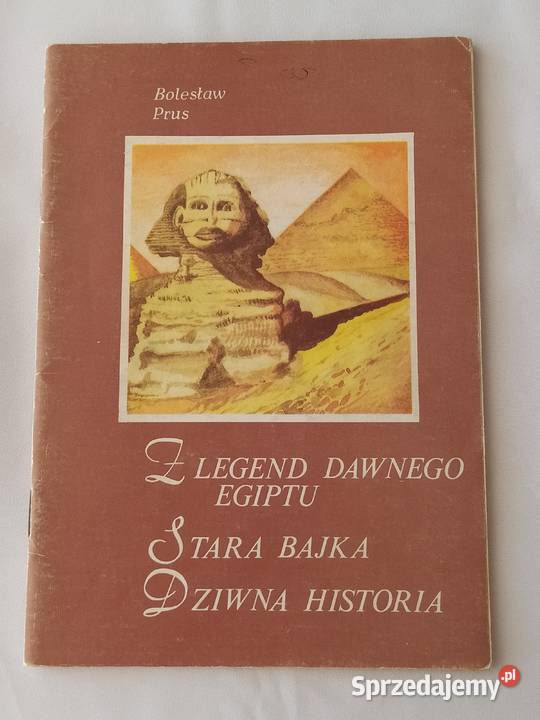 Bolesław
Prus
Z LEGEND DAWNEGO
EGIPTU
STARA BAJKA
DZIWNA HISTORIA
Sprzedajemy.pl